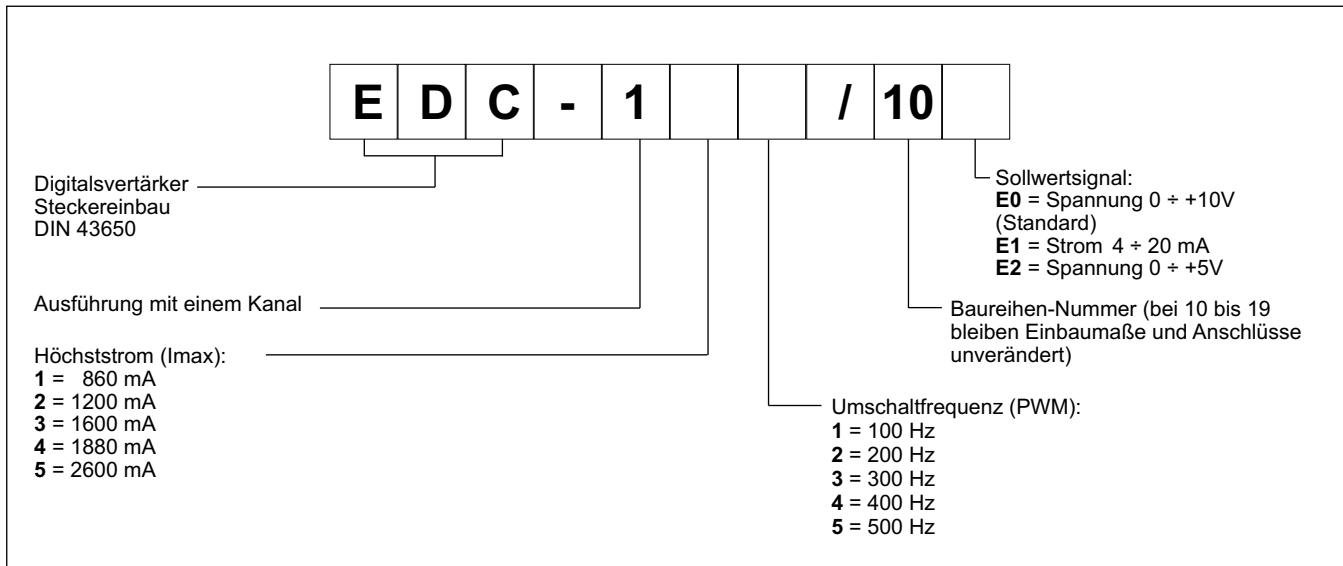 E D C - 1 / 10
Digitalsvertärker
Steckereinbau
DIN 43650
Ausführung mit einem Kanal
Höchststrom (Imax):
1 = 860 mA
2 = 1200 mA
3 = 1600 mA
4 = 1880 mA
5 = 2600 mA
Sollwertsignal:
E0 = Spannung 0 ÷ +10V
(Standard)
E1 = Strom 4 ÷ 20 mA
E2 = Spannung 0 ÷ +5V
Baureihen-Nummer (bei 10 bis 19
bleiben Einbaumaße und Anschlüsse
unverändert)
Umschaltfrequenz (PWM):
1 = 100 Hz
2 = 200 Hz
3 = 300 Hz
4 = 400 Hz
5 = 500 Hz